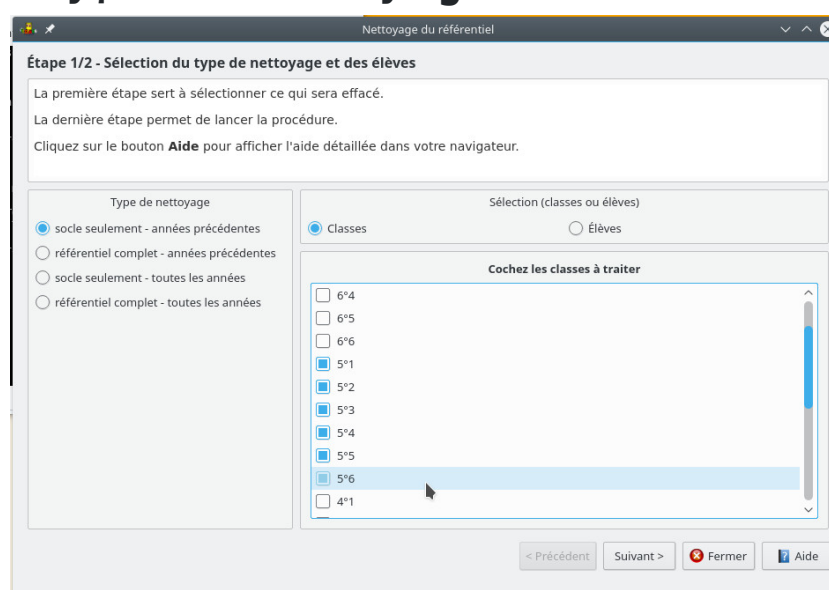 Nettoyage du référentiel
Étape 1/2 - Sélection du type de nettoyage et des élèves
La première étape sert à sélectionner ce qui sera effacé.
La dernière étape permet de lancer la procédure.
Cliquez sur le bouton Aide pour afficher l'aide détaillée dans votre navigateur.
Type de nettoyage
socle seulement - années précédentes
référentiel complet - années précédentes
socle seulement - toutes les années
référentiel complet - toutes les années
Sélection (classes ou élèves)
Classes
Élèves
Cochez les classes à traiter
6°4
6°5
6°6
5°1
5°2
5°3
5°4
5°5
5°6
4°1
< Précédent
Suivant >
Fermer
Aide